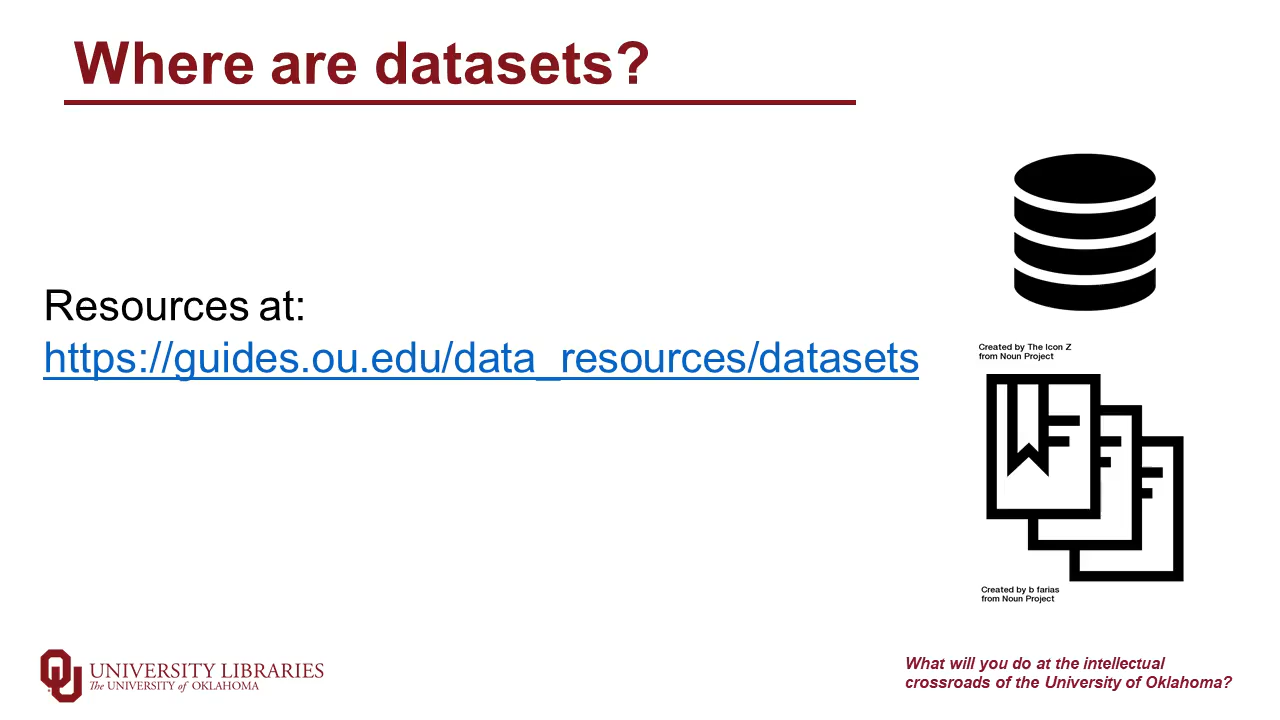 Where are datasets?
Resources at:
https://guides.ou.edu/data_resources/datasets
Created by The Icon Z
from Noun Project
Created by b farias
from Noun Project
OU UNIVERSITY LIBRARIES
The UNIVERSITY of OKLAHOMA
What will you do at the intellectual
crossroads of the University of Oklahoma?